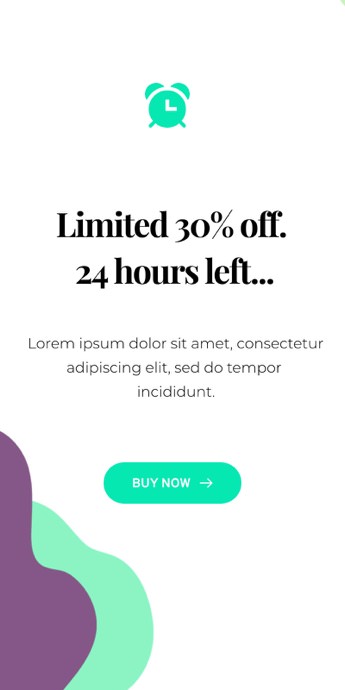 Limited 30% off.
24 hours left...
Lorem ipsum dolor sit amet, consectetur
adipiscing elit, sed do tempor
incididunt.
BUY NOW →